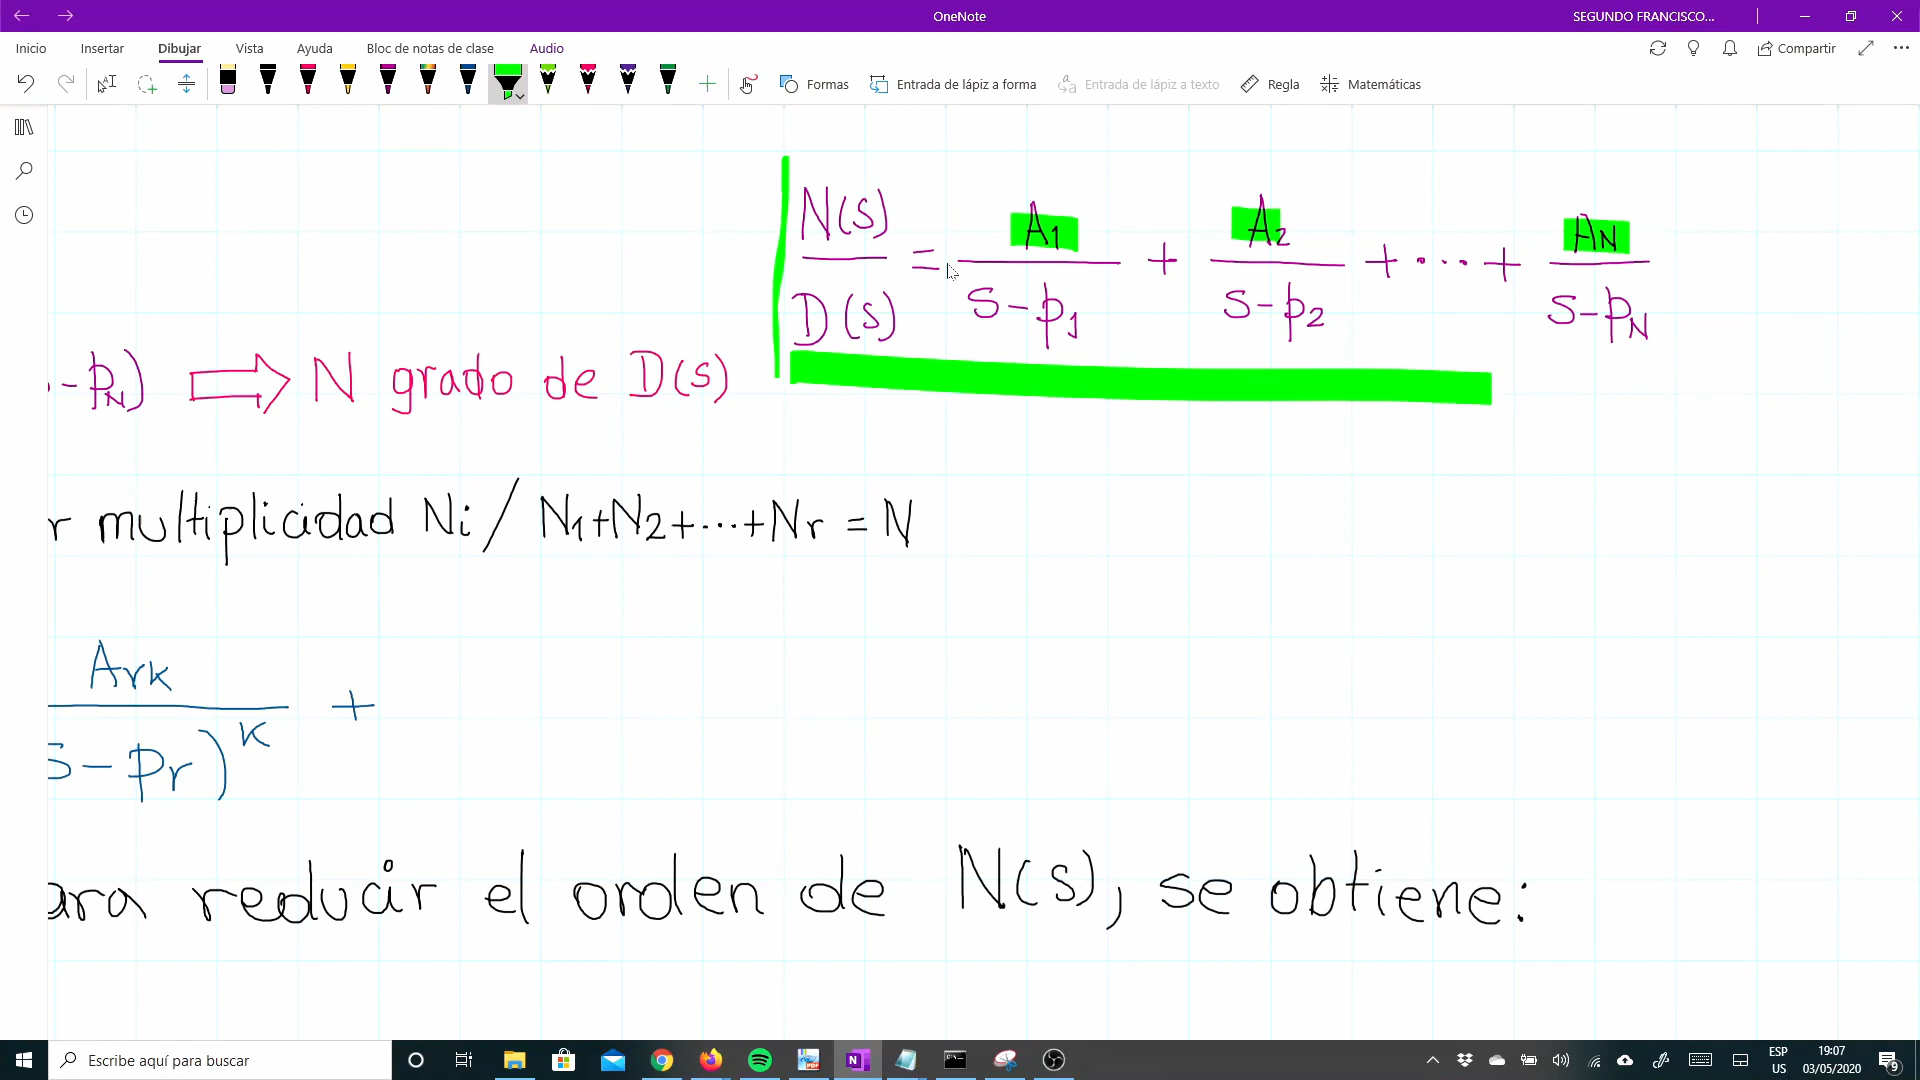 OneNote
SEGUNDO FRANCISCO...
Inicio Insertar Dibujar Vista Ayuda Bloc de notas de clase Audio
Compartir
Formas Entrada de lápiz a forma Entrada de lápiz a texto Regla Matemáticas
N(s) / D(s) = A1 / s-p1 + A2 / s-p2 + ... + AN / s-pN
-pN) ⇒ N grado de D(s)
r multiplicidad Ni / N1+N2+...+Nr = N
Ark / s-pr)^k +
ara reducir el orden de N(s), se obtiene:
Escribe aquí para buscar
ESP
US
19:07
03/05/2020
9